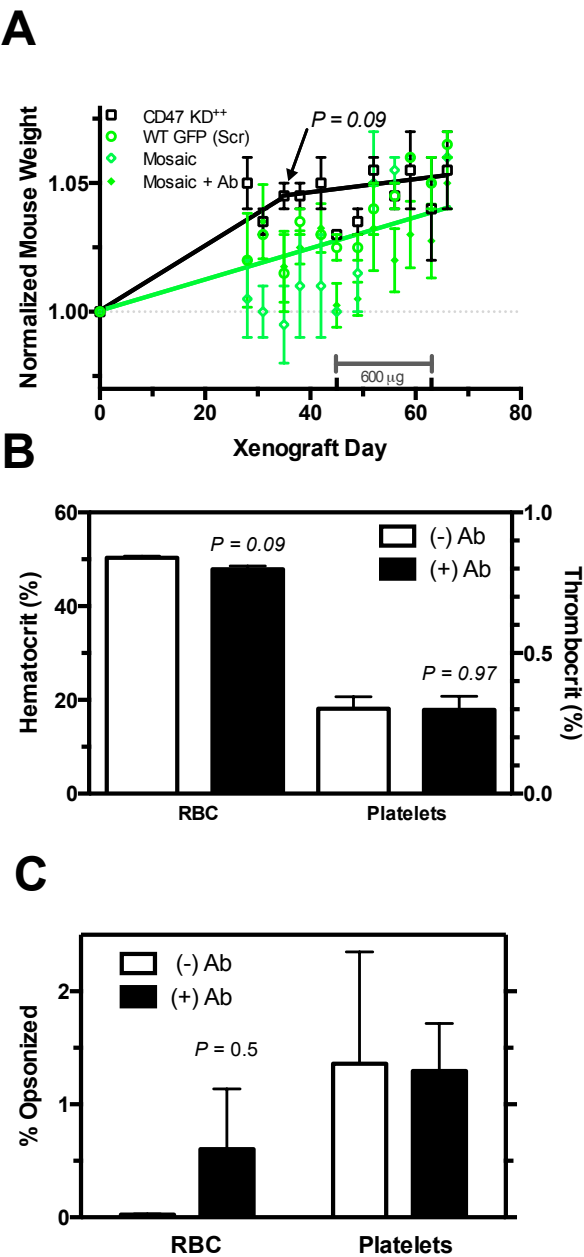 A
Normalized Mouse Weight
1.05
1.00
CD47 KD++
WT GFP (Scr)
Mosaic
Mosaic + Ab
P = 0.09
600 µg
0 20 40 60 80
Xenograft Day
B
Hematocrit (%)
60
40
20
0
P = 0.09
(-) Ab
(+) Ab
P = 0.97
1.0
0.5
0.0
Thrombocrit (%)
RBC Platelets
C
% Opsonized
2
1
0
(-) Ab
(+) Ab
P = 0.5
RBC Platelets